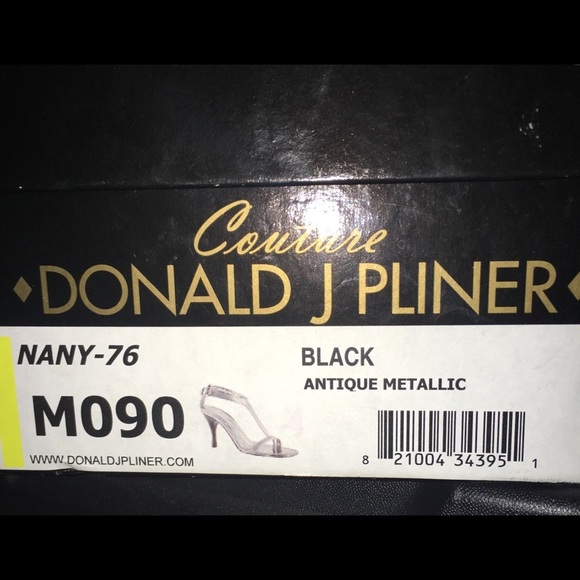 Couture
DONALD J PLINER
NANY-76
BLACK
ANTIQUE METALLIC
M090
WWW.DONALDJPLINER.COM
8 21004 34395 1